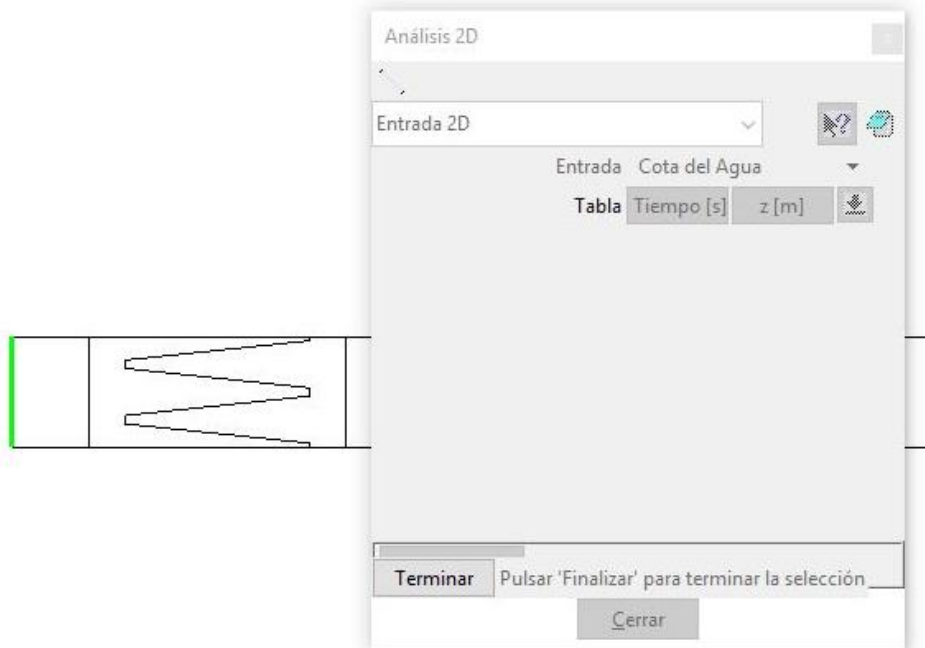 Análisis 2D
Entrada 2D
Entrada Cota del Agua
Tabla Tiempo [s] z [m]
Terminar Pulsar 'Finalizar' para terminar la selección
Cerrar